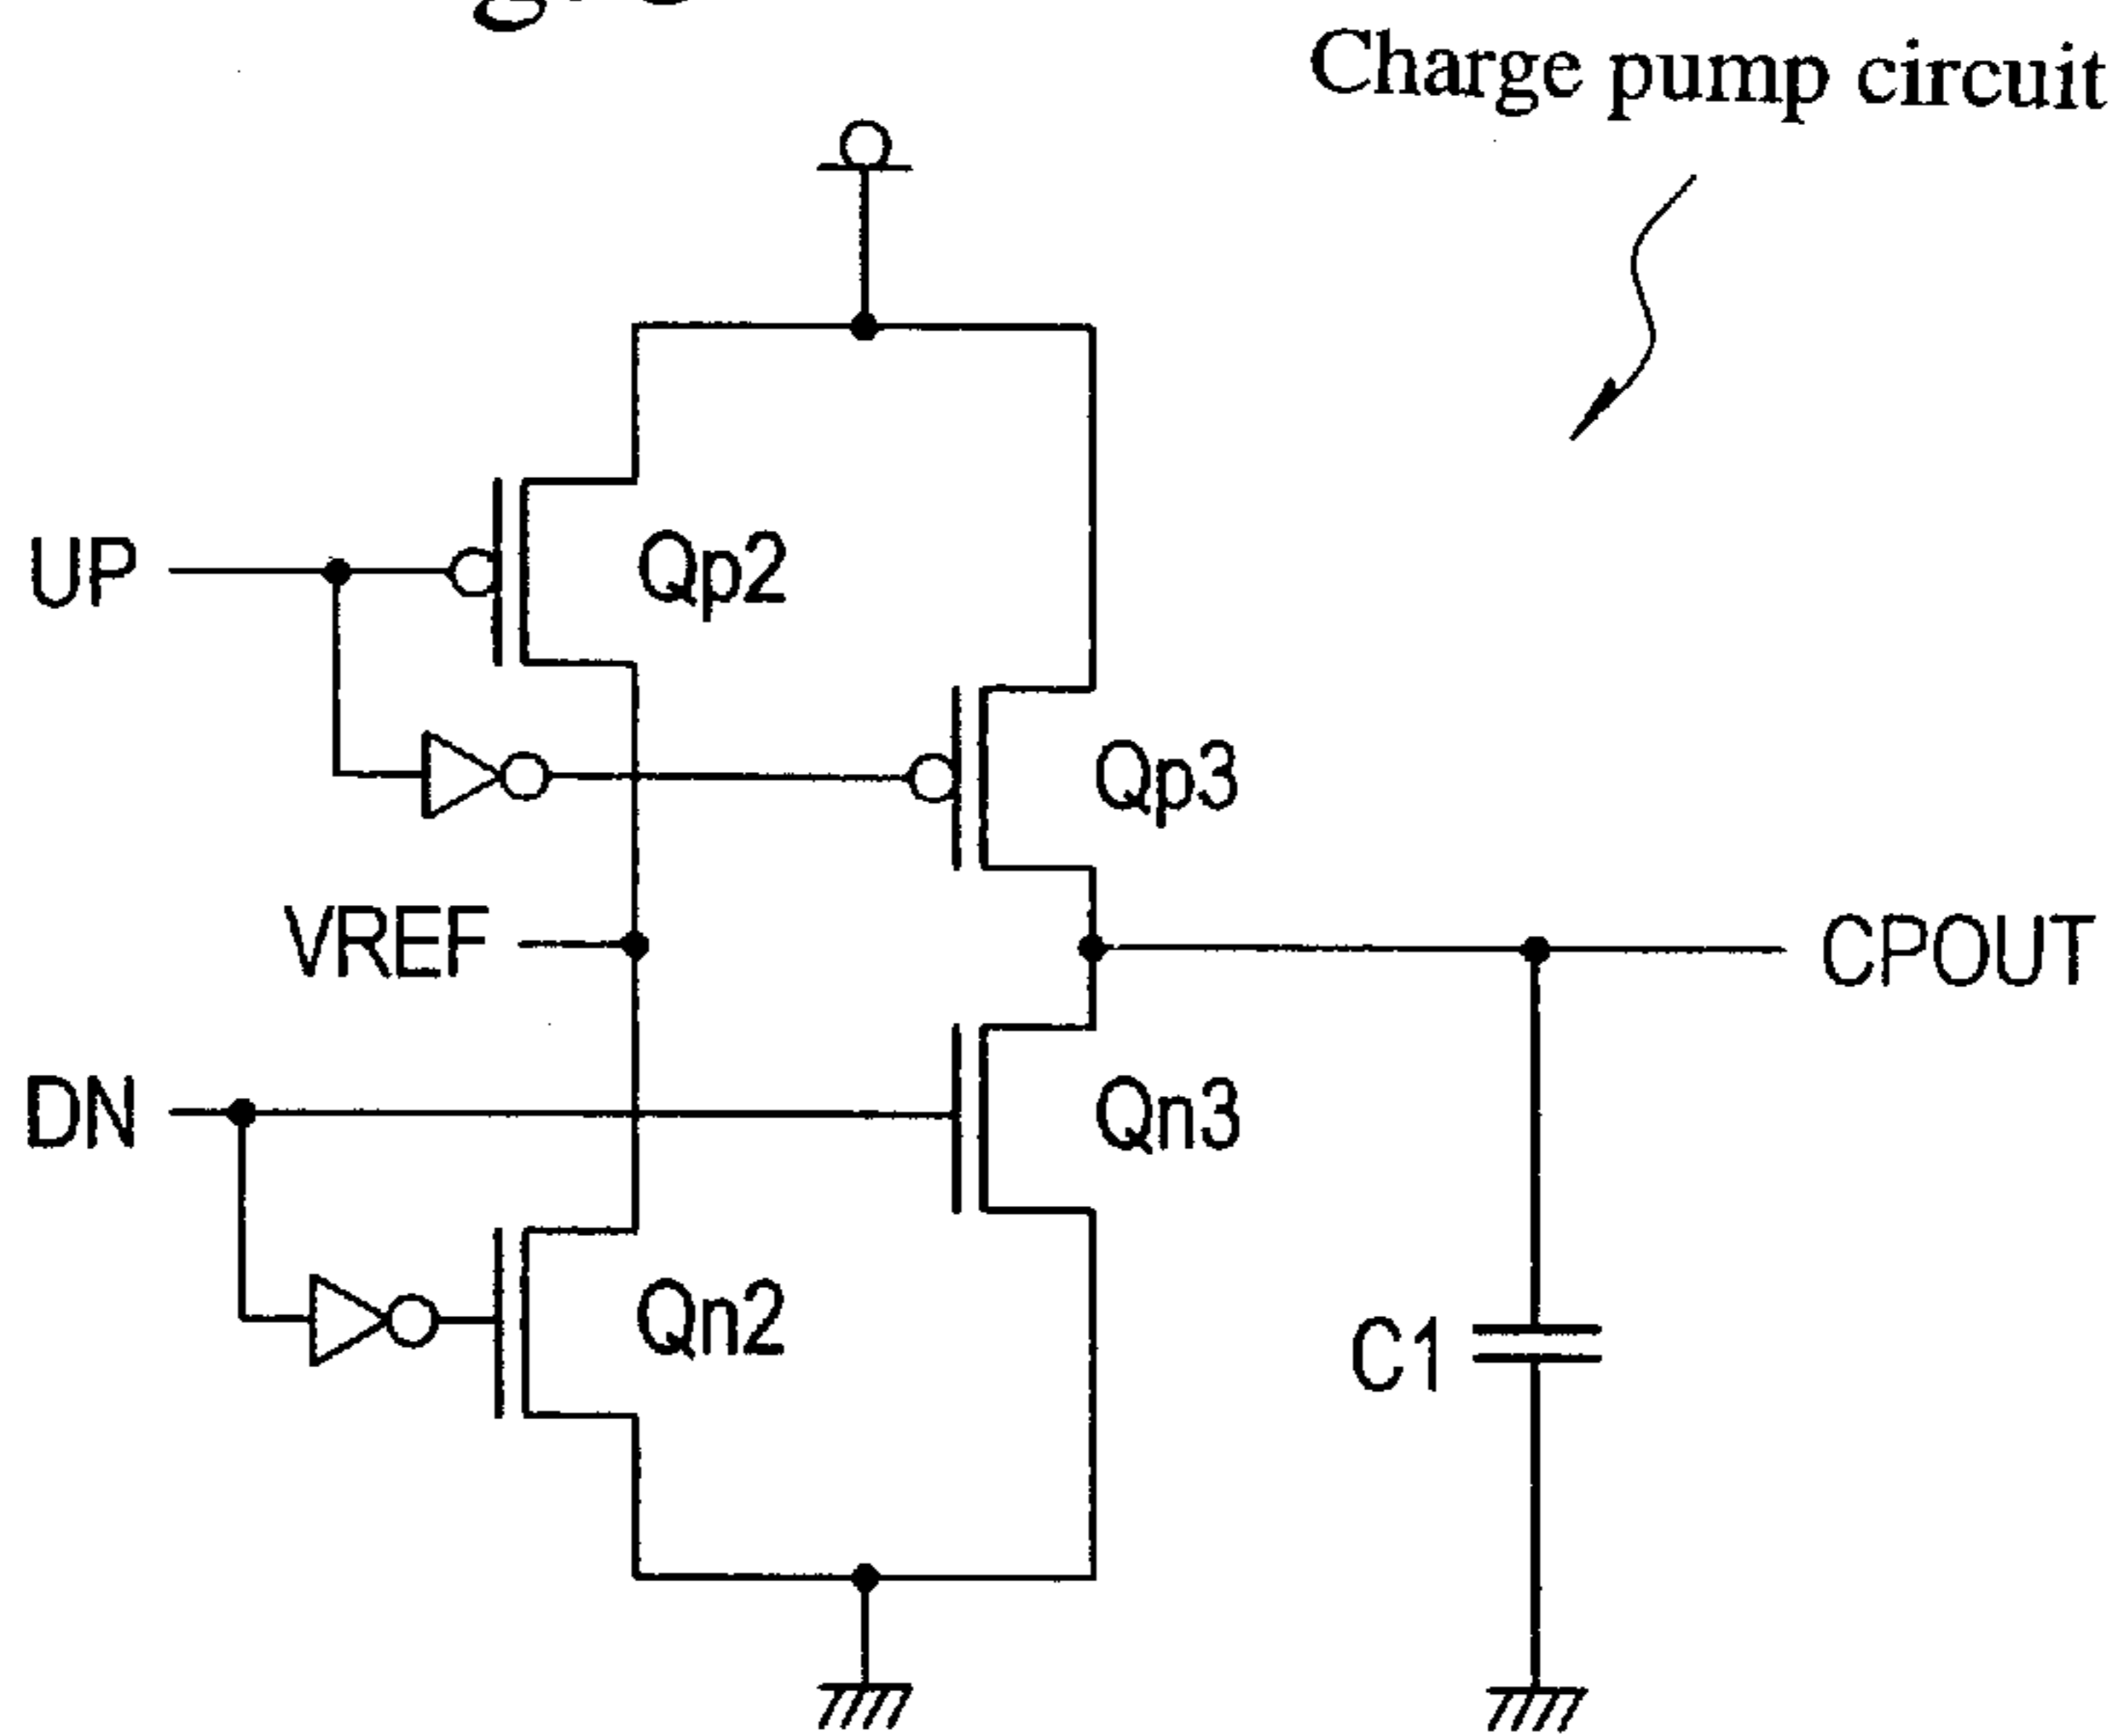 Charge pump circuit
UP
Qp2
Qp3
VREF
CPOUT
DN
Qn3
Qn2
C1